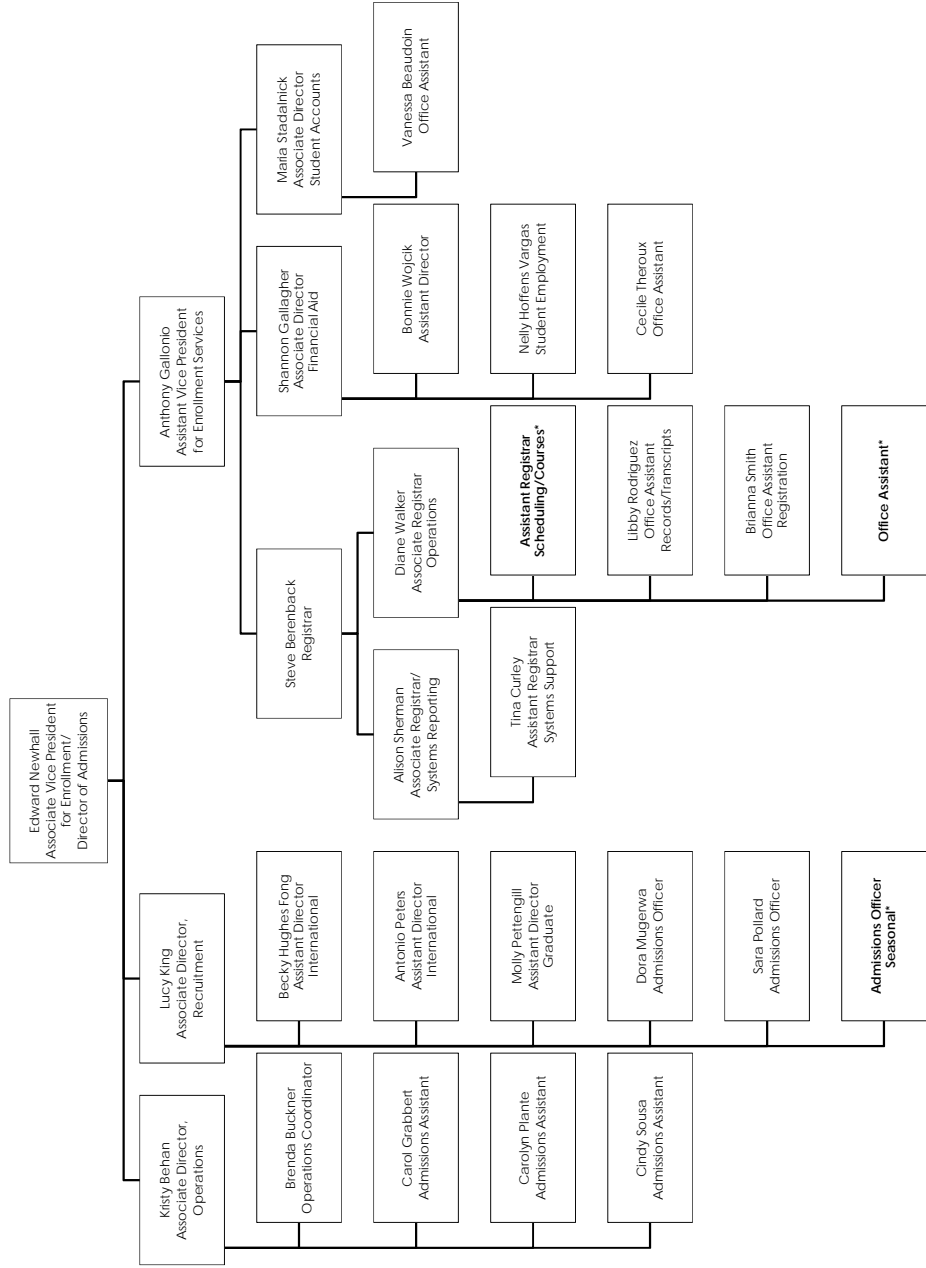 Edward Newhall
Associate Vice President
for Enrollment/
Director of Admissions
Kristy Behan
Associate Director,
Operations
Lucy King
Associate Director,
Recruitment
Anthony Gallonio
Assistant Vice President
for Enrollment Services
Brenda Buckner
Operations Coordinator
Carol Grabbert
Admissions Assistant
Carolyn Plante
Admissions Assistant
Cindy Sousa
Admissions Assistant
Becky Hughes Fong
Assistant Director
International
Antonio Peters
Assistant Director
International
Molly Pettengill
Assistant Director
Graduate
Dora Mugerwa
Admissions Officer
Sara Pollard
Admissions Officer
Admissions Officer
Seasonal*
Steve Berenback
Registrar
Shannon Gallagher
Associate Director
Financial Aid
Maria Stadalnick
Associate Director
Student Accounts
Alison Sherman
Associate Registrar/
Systems Reporting
Tina Curley
Assistant Registrar
Systems Support
Diane Walker
Associate Registrar
Operations
Assistant Registrar
Scheduling/Courses*
Libby Rodriguez
Office Assistant
Records/Transcripts
Brianna Smith
Office Assistant
Registration
Office Assistant*
Bonnie Wojcik
Assistant Director
Nelly Hoffens Vargas
Student Employment
Cecile Theroux
Office Assistant
Vanessa Beaudoin
Office Assistant